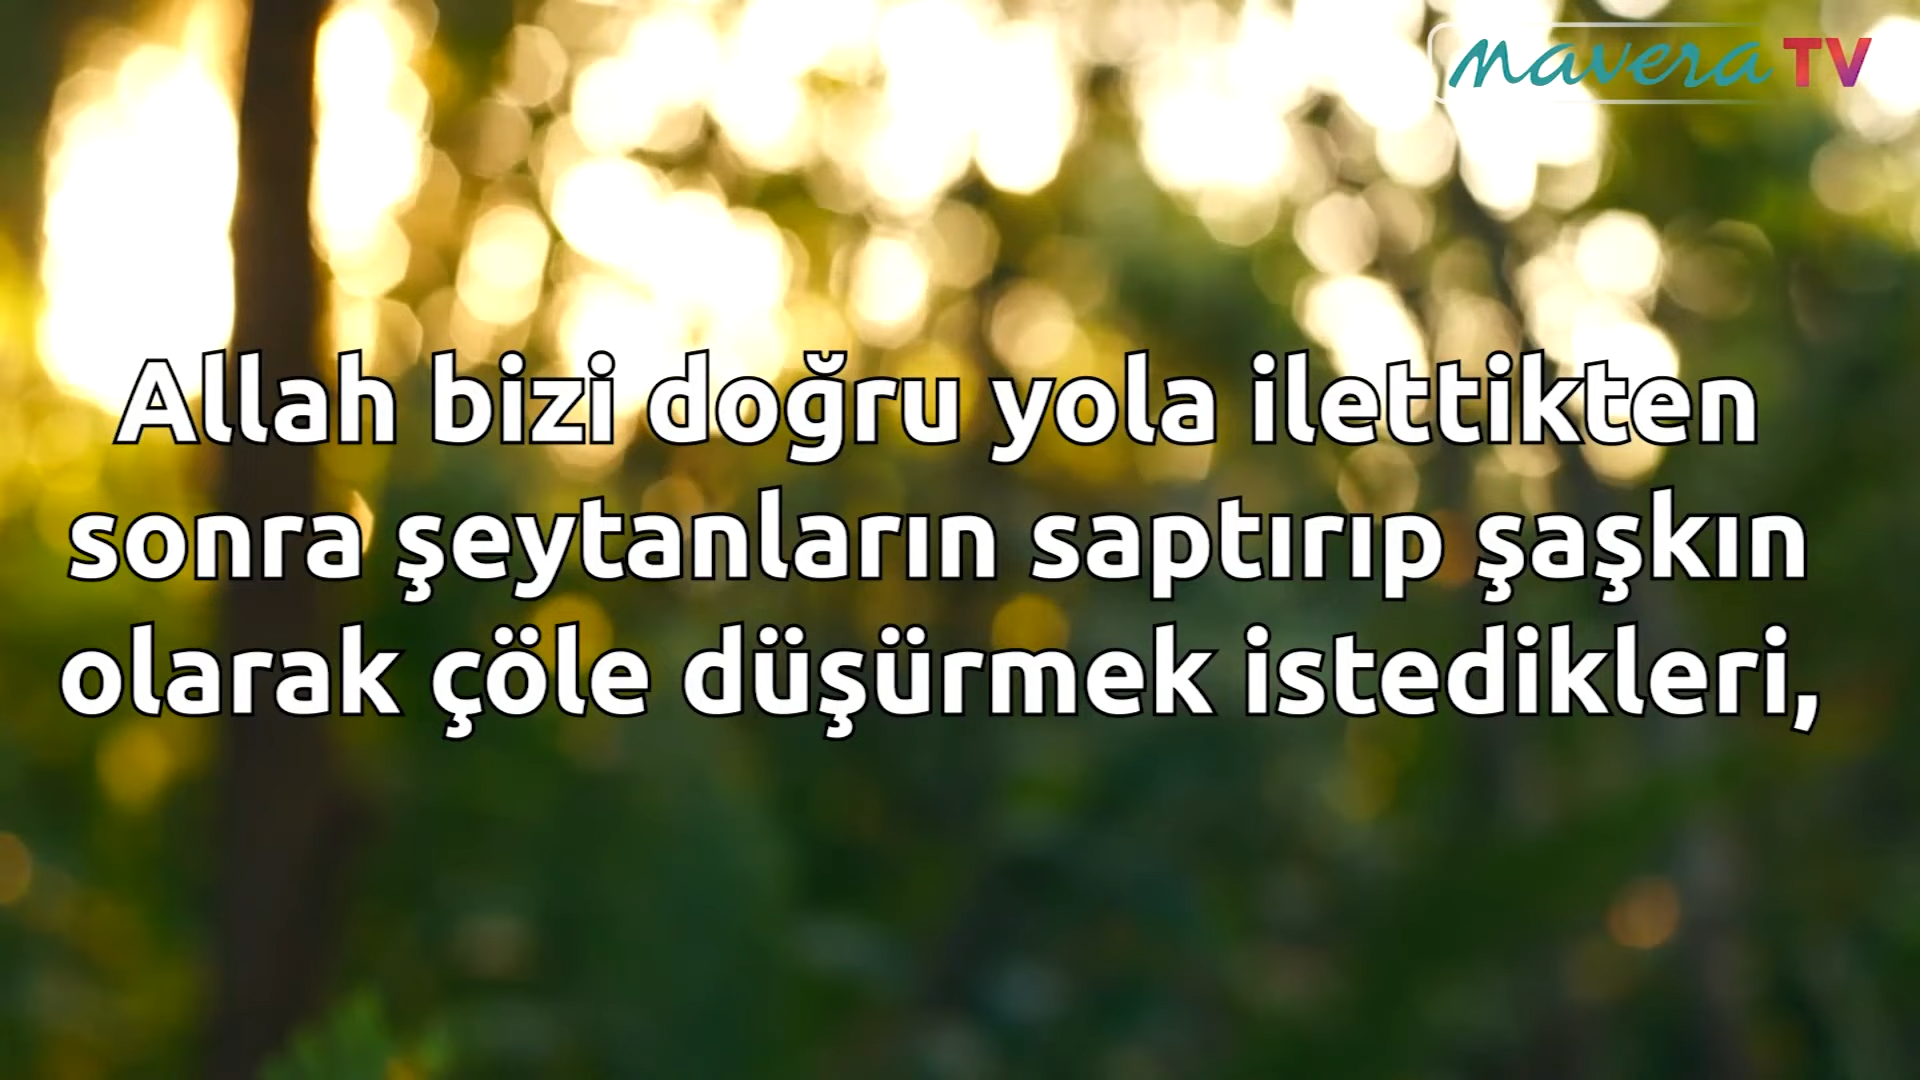 mavera TV
Allah bizi doğru yola ilettikten
sonra şeytanların saptırıp şaşkın
olarak çöle düşürmek istedikleri,